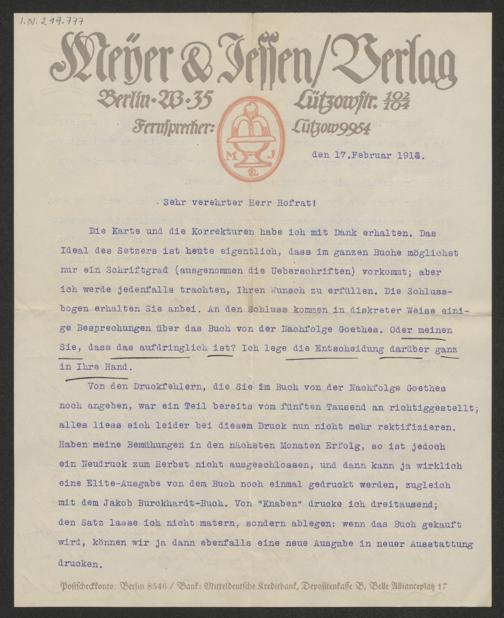 I.N. 219.777
Meÿer & Jessen / Verlag
Berlin·W·35 Lützowstr. 102/104
Fernsprecher: Lützow 9954
M J
den 17.Februar 191
Sehr verehrter Herr Hofrat!
Die Karte und die Korrekturen habe ich mit Dank erhalten. Das
Ideal des Setzers ist heute eigentlich, dass im ganzen Buche möglichst
nur ein Schriftgrad (ausgenommen die Ueberschriften) vorkommt; aber
ich werde jedenfalls trachten, Ihren Wunsch zu erfüllen. Die Schluss-
bogen erhalten Sie anbei. An den Schluss kommen in diskreter Weise eini-
ge Besprechungen über das Buch von der Nachfolge Goethes. Oder meinen
Sie, dass das aufdringlich ist? Ich lege die Entscheidung darüber ganz
in Ihre Hand.
Von den Druckfehlern, die Sie im Buch von der Nachfolge Goethes
noch angeben, war ein Teil bereits vom fünften Tausend an richtiggestellt;
alles liess sich leider bei diesem Druck nun nicht mehr rektifizieren.
Haben meine Bemühungen in den nächsten Monaten Erfolg, so ist jedoch
ein Neudruck zum Herbst nicht ausgeschlossen, und dann kann ja wirklich
eine Elite-Ausgabe von dem Buch noch einmal gedruckt werden, zugleich
mit dem Jakob Burckhardt-Buch. Von "Knaben" drucke ich dreitausend;
den Satz lasse ich nicht matern, sondern ablegen: wenn das Buch gekauft
wird, können wir ja dann ebenfalls eine neue Ausgabe in neuer Ausstattung
drucken.
Postscheckkonto: Berlin 8546 / Bank: Mitteldeutsche Kreditbank, Depositenkasse B, Belle Allianceplatz 17